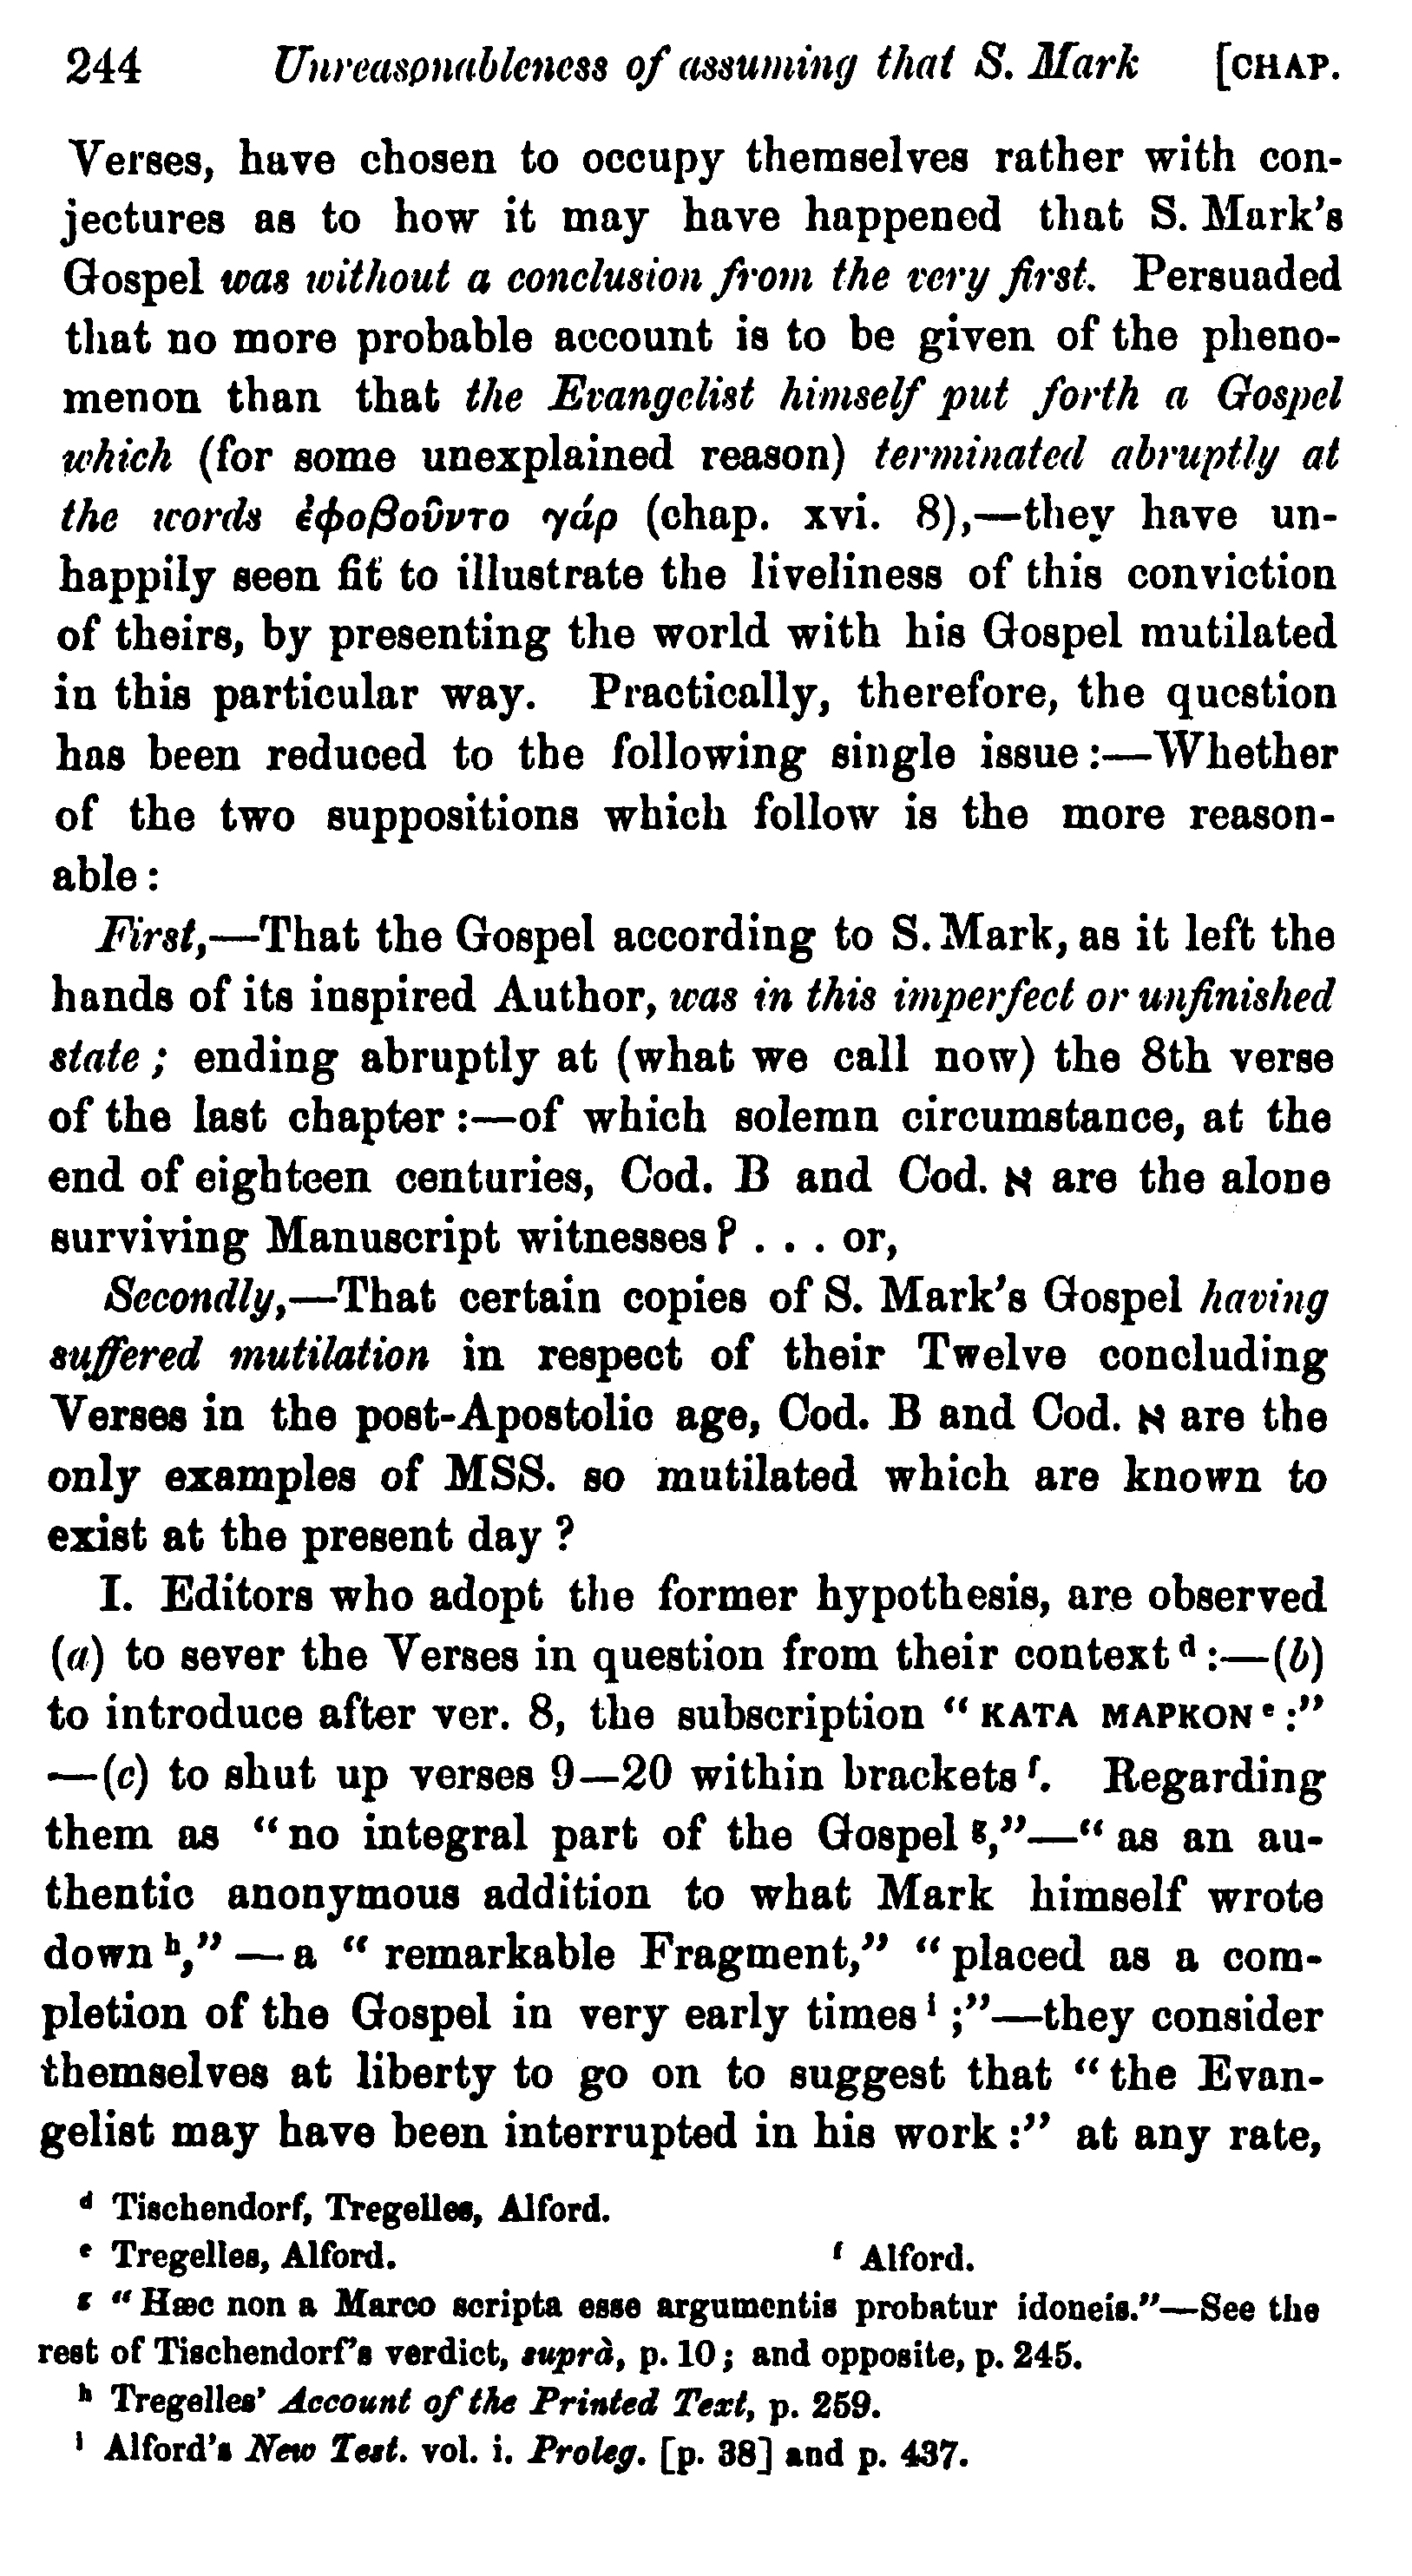 244 Unreasonableness of assuming that S. Mark [CHAP.
Verses, have chosen to occupy themselves rather with con-
jectures as to how it may have happened that S. Mark's
Gospel was without a conclusion from the very first. Persuaded
that no more probable account is to be given of the pheno-
menon than that the Evangelist himself put forth a Gospel
which (for some unexplained reason) terminated abruptly at
the words ἐφοβοῦντο γάρ (chap. xvi. 8),—they have un-
happily seen fit to illustrate the liveliness of this conviction
of theirs, by presenting the world with his Gospel mutilated
in this particular way. Practically, therefore, the question
has been reduced to the following single issue:—Whether
of the two suppositions which follow is the more reason-
able:
First,—That the Gospel according to S. Mark, as it left the
hands of its inspired Author, was in this imperfect or unfinished
state; ending abruptly at (what we call now) the 8th verse
of the last chapter:—of which solemn circumstance, at the
end of eighteen centuries, Cod. B and Cod. א are the alone
surviving Manuscript witnesses? . . . or,
Secondly,—That certain copies of S. Mark's Gospel having
suffered mutilation in respect of their Twelve concluding
Verses in the post-Apostolic age, Cod. B and Cod. א are the
only examples of MSS. so mutilated which are known to
exist at the present day?
I. Editors who adopt the former hypothesis, are observed
(a) to sever the Verses in question from their context d:—(b)
to introduce after ver. 8, the subscription "ΚΑΤΑ ΜΑΡΚΟΝ e:"
—(c) to shut up verses 9—20 within brackets f. Regarding
them as "no integral part of the Gospel g,"—"as an au-
thentic anonymous addition to what Mark himself wrote
down h,"—a "remarkable Fragment," "placed as a com-
pletion of the Gospel in very early times i;"—they consider
themselves at liberty to go on to suggest that "the Evan-
gelist may have been interrupted in his work:" at any rate,
d Tischendorf, Tregelles, Alford.
e Tregelles, Alford. f Alford.
g "Hæc non a Marco scripta esse argumentis probatur idoneis."—See the
rest of Tischendorf's verdict, suprà, p. 10; and opposite, p. 245.
h Tregelles' Account of the Printed Text, p. 259.
i Alford's New Test. vol. i. Proleg. [p. 38] and p. 437.